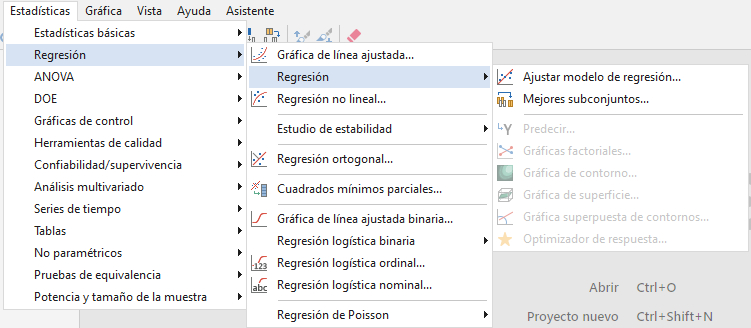 Estadísticas Gráfica Vista Ayuda Asistente
Estadísticas básicas
Regresión
ANOVA
DOE
Gráficas de control
Herramientas de calidad
Confiabilidad/supervivencia
Análisis multivariado
Series de tiempo
Tablas
No paramétricos
Pruebas de equivalencia
Potencia y tamaño de la muestra
Gráfica de línea ajustada...
Regresión
Regresión no lineal...
Estudio de estabilidad
Regresión ortogonal...
Cuadrados mínimos parciales...
Gráfica de línea ajustada binaria...
Regresión logística binaria
Regresión logística ordinal...
Regresión logística nominal...
Regresión de Poisson
Ajustar modelo de regresión...
Mejores subconjuntos...
Predecir...
Gráficas factoriales...
Gráfica de contorno...
Gráfica de superficie...
Gráfica superpuesta de contornos...
Optimizador de respuesta...
Abrir Ctrl+O
Proyecto nuevo Ctrl+Shift+N